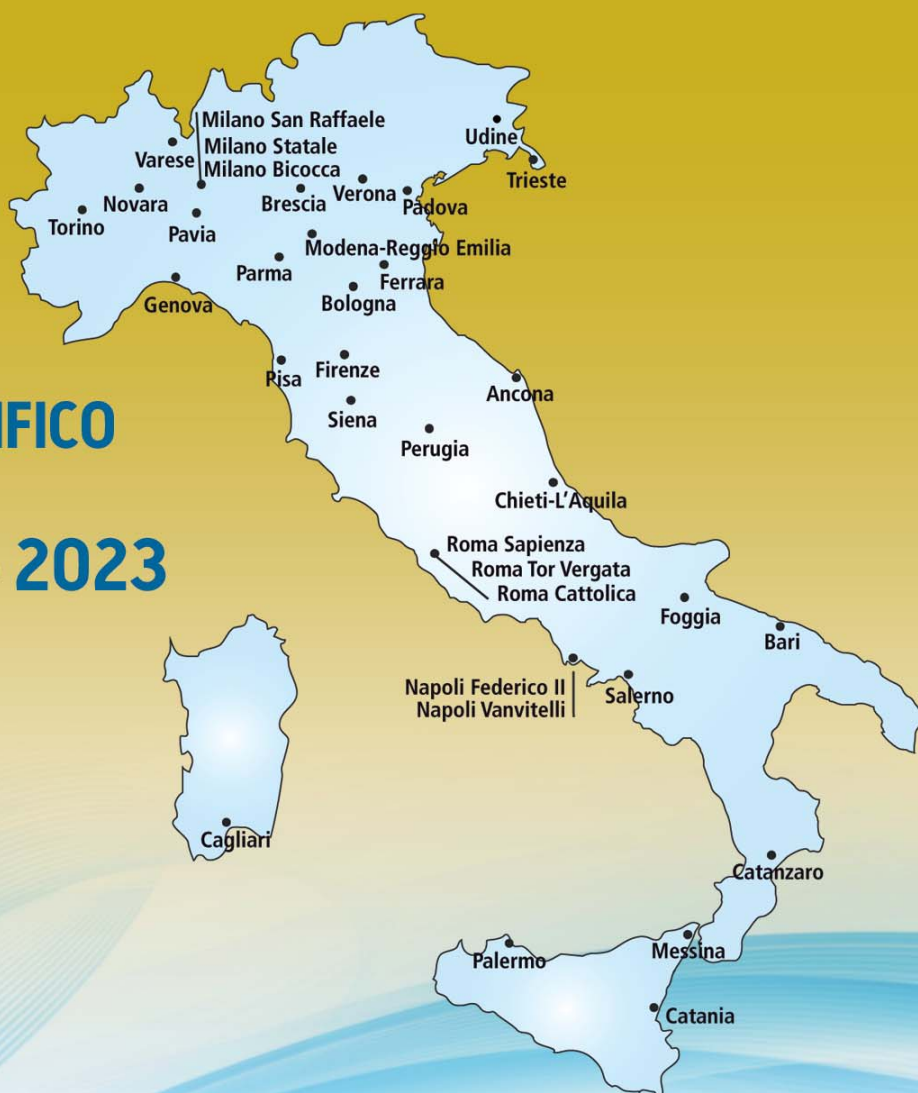 Milano San Raffaele
Milano Statale
Milano Bicocca
Udine
Trieste
Varese
Novara
Torino
Pavia
Brescia
Verona
Padova
Modena-Reggio Emilia
Parma
Ferrara
Genova
Bologna
Pisa
Firenze
Ancona
Siena
IFICO
Perugia
Chieti-L'Aquila
2023
Roma Sapienza
Roma Tor Vergata
Roma Cattolica
Foggia
Bari
Napoli Federico II
Napoli Vanvitelli
Salerno
Cagliari
Catanzaro
Palermo
Messina
Catania